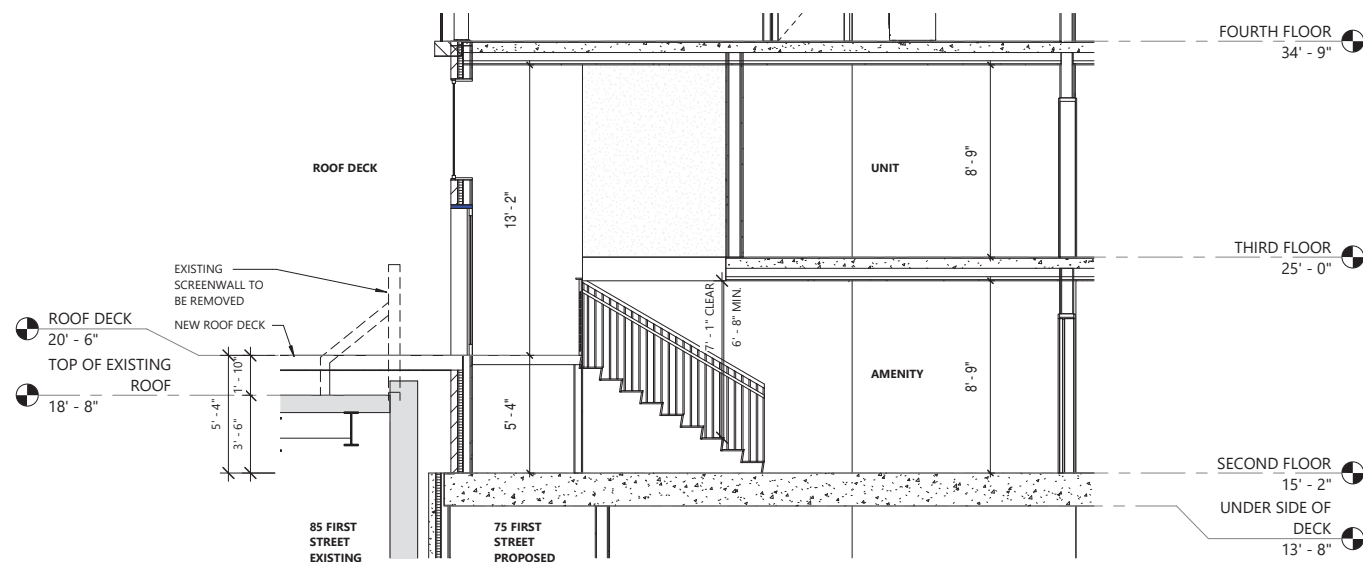 FOURTH FLOOR
34' - 9"
ROOF DECK
UNIT
8' - 9"
13' - 2"
THIRD FLOOR
25' - 0"
EXISTING
SCREENWALL TO
BE REMOVED
NEW ROOF DECK
ROOF DECK
20' - 6"
TOP OF EXISTING
ROOF
18' - 8"
5' - 4"
1' - 10"
3' - 6"
5' - 4"
7' - 1" CLEAR
6' - 8" MIN.
AMENITY
8' - 9"
SECOND FLOOR
15' - 2"
UNDER SIDE OF
DECK
13' - 8"
85 FIRST
STREET
EXISTING
75 FIRST
STREET
PROPOSED